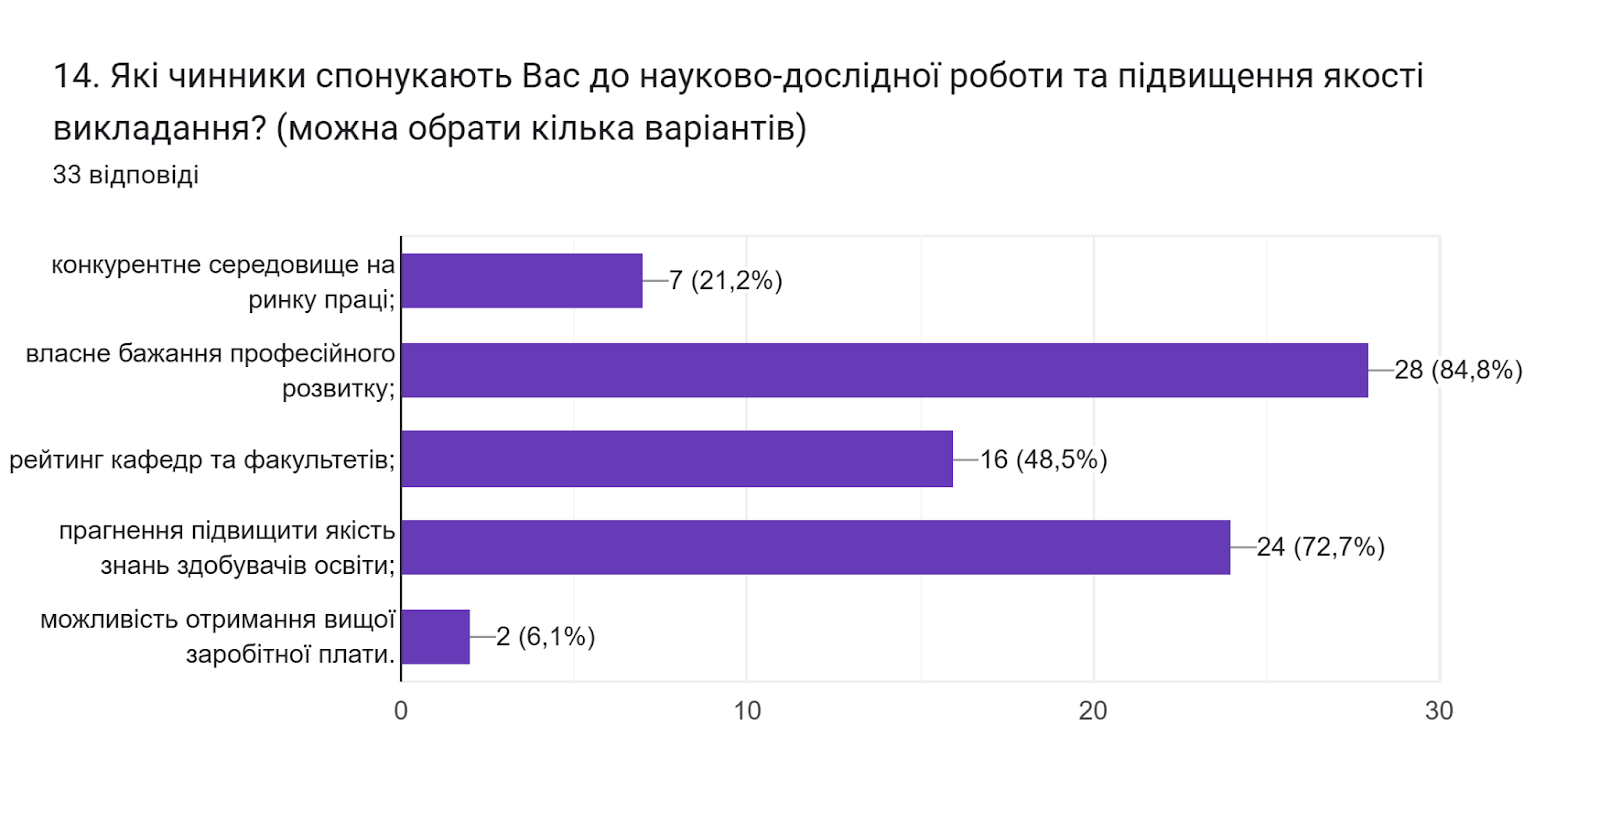 14. Які чинники спонукають Вас до науково-дослідної роботи та підвищення якості
викладання? (можна обрати кілька варіантів)
33 відповіді
конкурентне середовище на
ринку праці;
7 (21,2%)
власне бажання професійного
розвитку;
28 (84,8%)
рейтинг кафедр та факультетів;
16 (48,5%)
прагнення підвищити якість
знань здобувачів освіти;
24 (72,7%)
можливість отримання вищої
заробітної плати.
2 (6,1%)
0 10 20 30